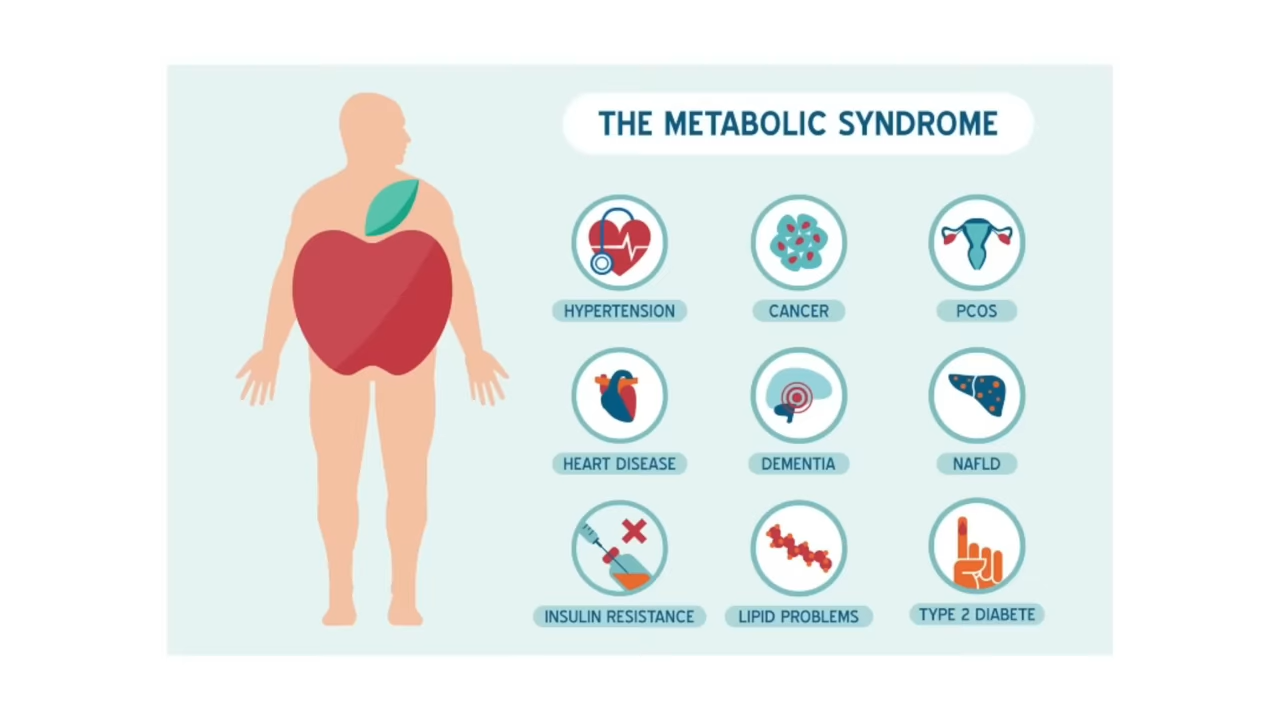 THE METABOLIC SYNDROME
HYPERTENSION
CANCER
PCOS
HEART DISEASE
DEMENTIA
NAFLD
INSULIN RESISTANCE
LIPID PROBLEMS
TYPE 2 DIABETE